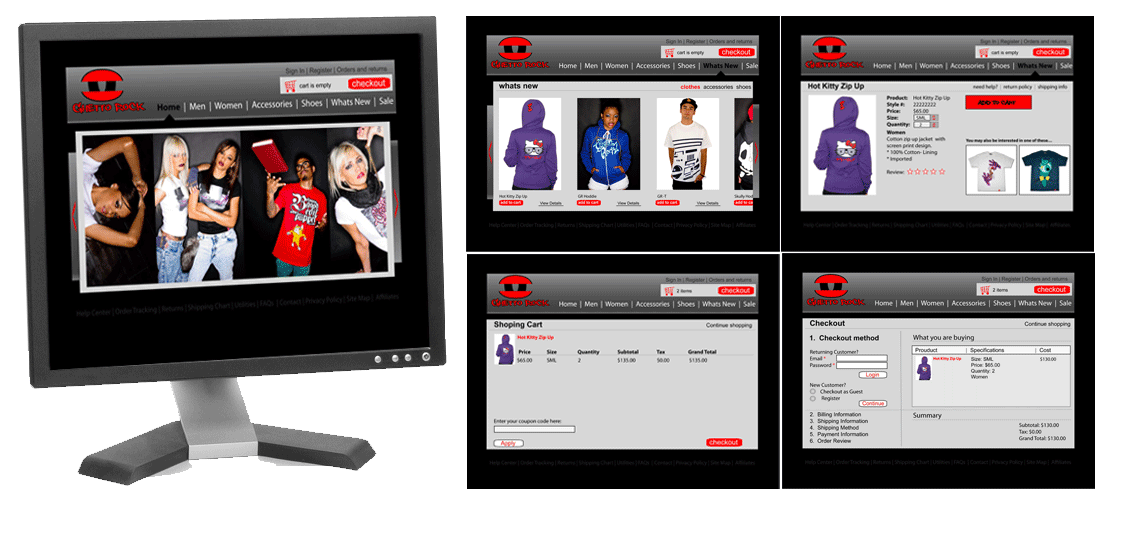 Sign In | Register | Orders and returns
cart is empty
checkout
GHETTO ROCK
Home | Men | Women | Accessories | Shoes | Whats New | Sale
Help Center | Order Tracking | Returns | Shipping Chart | Utilities | FAQs | Contact | Privacy Policy | Site Map | Affiliates
Sign In | Register | Orders and returns
cart is empty
checkout
GHETTO ROCK
Home | Men | Women | Accessories | Shoes | Whats New | Sale
whats new
clothes accessories shoes
Hot Kitty Zip Up
add to cart
View Details
GR-Hoddie
add to cart
View Details
GR-T
add to cart
View Details
Help Center | Order Tracking | Returns | Shipping Chart | Utilities | FAQs | Contact | Privacy Policy | Site Map | Affiliates
Sign In | Register | Orders and returns
cart is empty
checkout
GHETTO ROCK
Home | Men | Women | Accessories | Shoes | Whats New | Sale
Hot Kitty Zip Up
need help? | return policy | shipping info
Product: Hot Kitty Zip Up
Style #: 22222222
Price: $65.00
Size: SML
Quantity: 2
Women
Cotton zip up jacket with
screen print design.
* 100% Cotton- Lining
* Imported
Review:
ADD TO CART
You may also be interested in one of these...
Help Center | Order Tracking | Returns | Shipping Chart | Utilities | FAQs | Contact | Privacy Policy | Site Map | Affiliates
Sign In | Register | Orders and returns
2 items
checkout
GHETTO ROCK
Home | Men | Women | Accessories | Shoes | Whats New | Sale
Shoping Cart
Continue shopping
Hot Kitty Zip Up
Price Size Quantity Subtotal Tax Grand Total
$65.00 SML 2 $135.00 $0.00 $135.00
Enter your coupon code here:
Apply
checkout
Help Center | Order Tracking | Returns | Shipping Chart | Utilities | FAQs | Contact | Privacy Policy | Site Map | Affiliates
Sign In | Register | Orders and returns
2 items
checkout
GHETTO ROCK
Home | Men | Women | Accessories | Shoes | Whats New | Sale
Checkout
Continue shopping
1. Checkout method
Returning Customer?
Email *
Password *
Login
New Customer?
Checkout as Guest
Register
Continue
2. Billing Information
3. Shipping Information
4. Shipping Method
5. Payment Information
6. Order Review
What you are buying
Prouduct | Specifications | Cost
Hot Kitty Zip Up
Size: SML
Price: $65.00
Quantity: 2
Women
$130.00
Summary
Subtotal: $130.00
Tax: $0.00
Grand Total: $130.00
Help Center | Order Tracking | Returns | Shipping Chart | Utilities | FAQs | Contact | Privacy Policy | Site Map | Affiliates